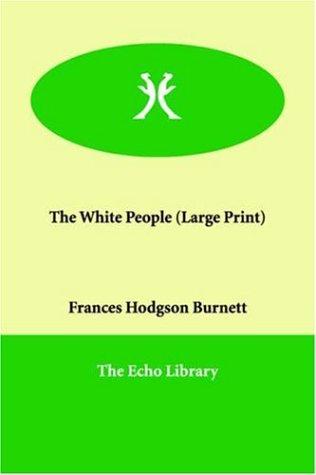 The White People (Large Print)
Frances Hodgson Burnett
The Echo Library